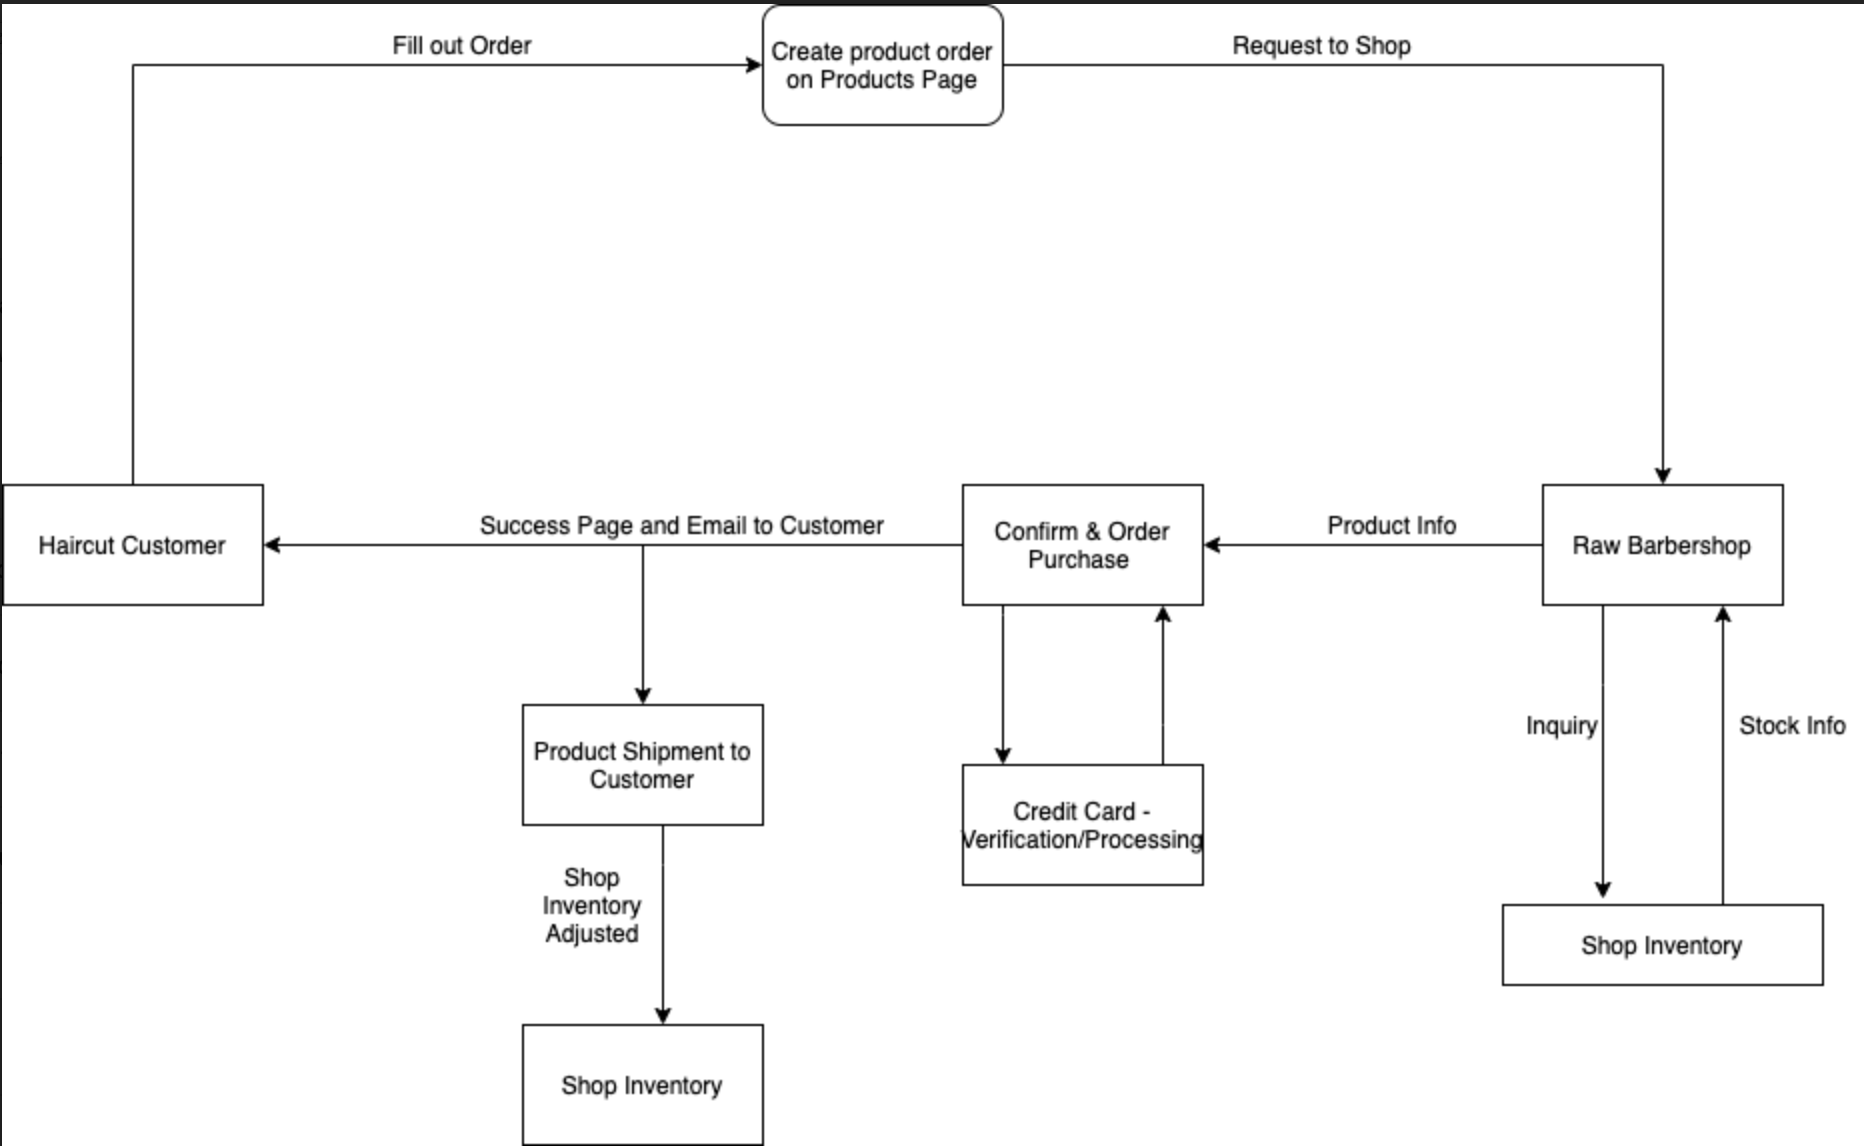 Fill out Order
Create product order
on Products Page
Request to Shop
Haircut Customer
Success Page and Email to Customer
Confirm & Order
Purchase
Product Info
Raw Barbershop
Inquiry
Stock Info
Product Shipment to
Customer
Credit Card -
Verification/Processing
Shop
Inventory
Adjusted
Shop Inventory
Shop Inventory